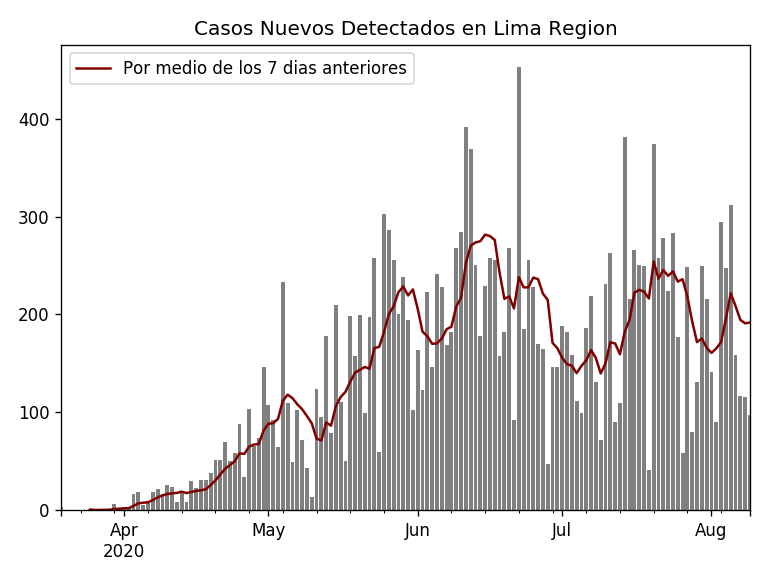 Casos Nuevos Detectados en Lima Region
Por medio de los 7 dias anteriores
400
300
200
100
0
Apr
2020
May
Jun
Jul
Aug